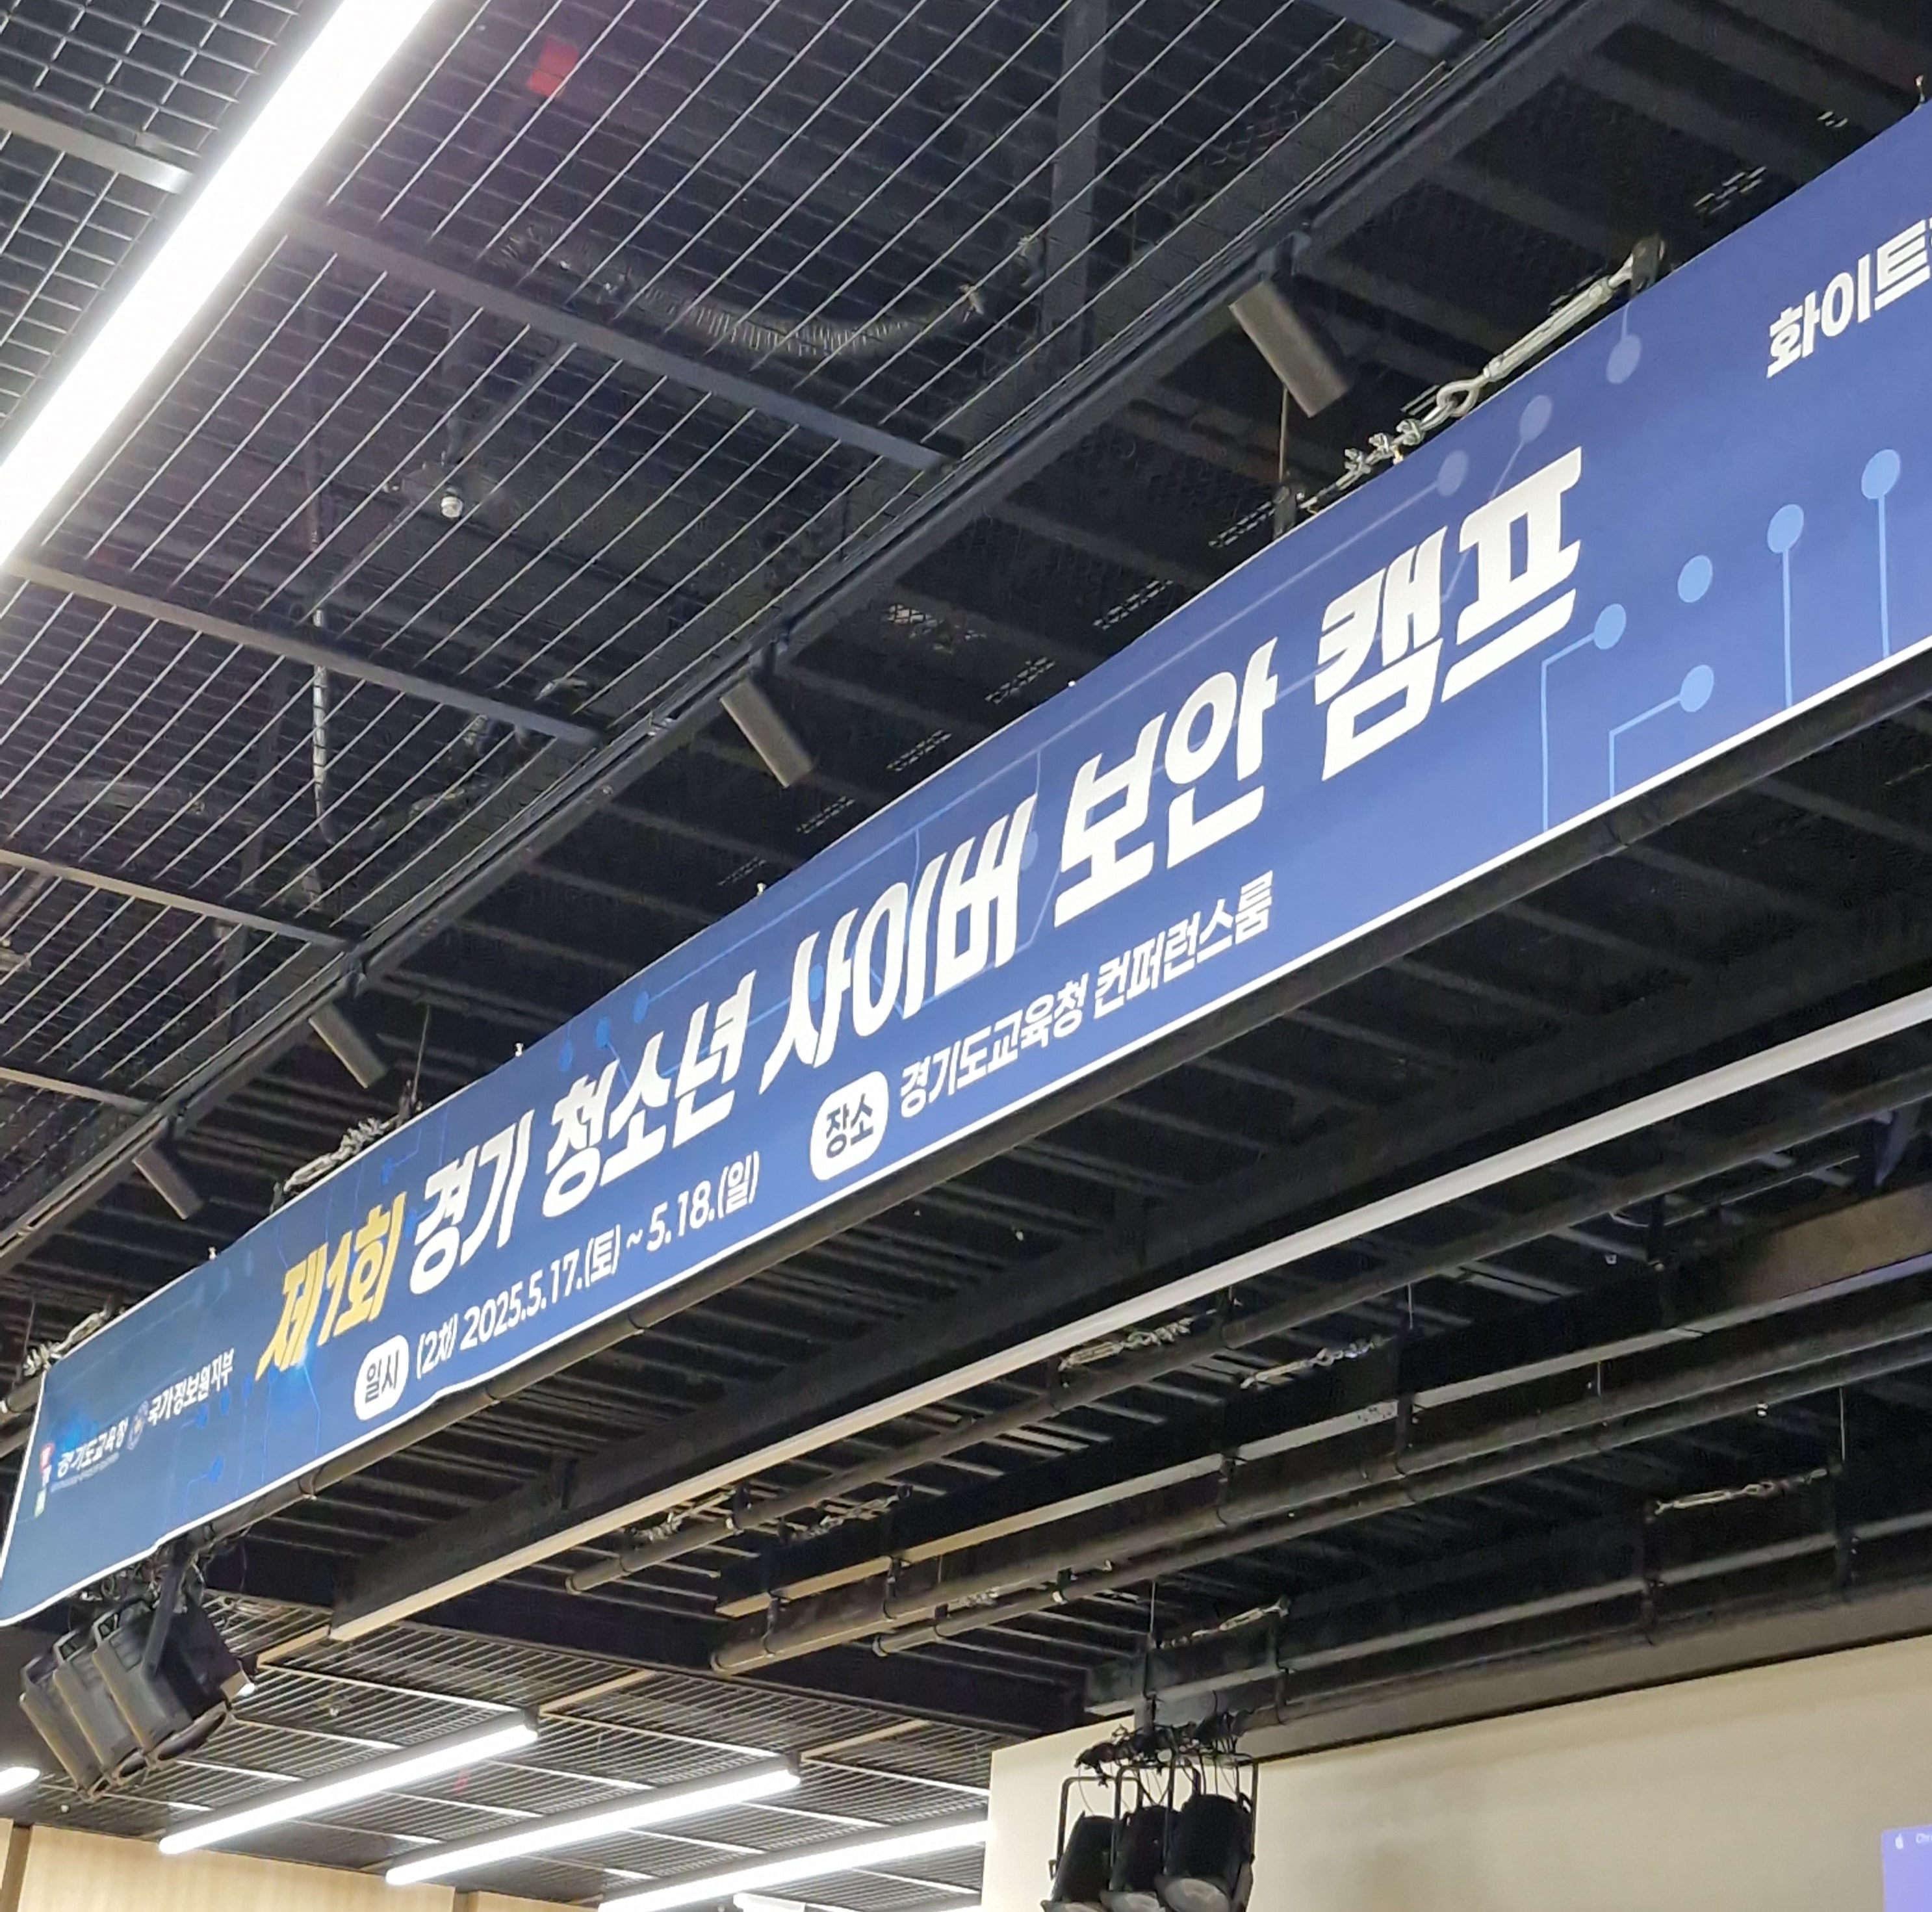 경기도교육청 국가정보원지부
제1회 경기 청소년 사이버 보안 캠프
일시 (2차) 2025.5.17.(토) ~ 5.18.(일) 장소 경기도교육청 컨퍼런스룸
화이트